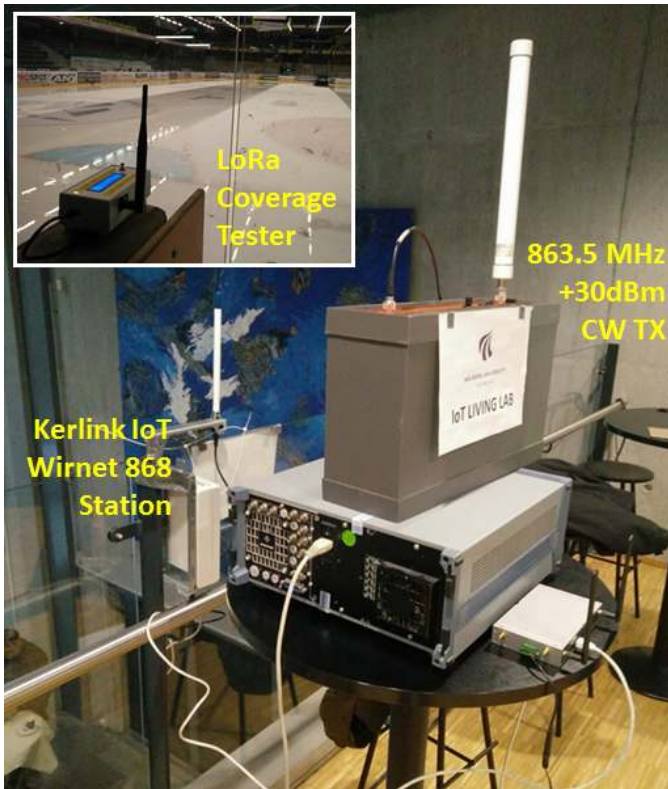 LoRa
Coverage
Tester
863.5 MHz
+30dBm
CW TX
IoT LIVING LAB
Kerlink IoT
Wirnet 868
Station